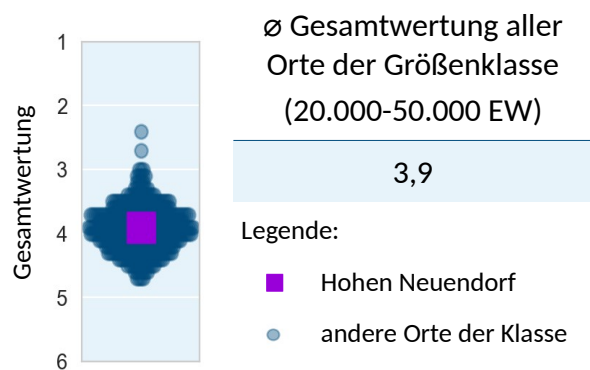 Gesamtwertung
1
2
3
4
5
6
⌀ Gesamtwertung aller
Orte der Größenklasse
(20.000-50.000 EW)
3,9
Legende:
Hohen Neuendorf
andere Orte der Klasse